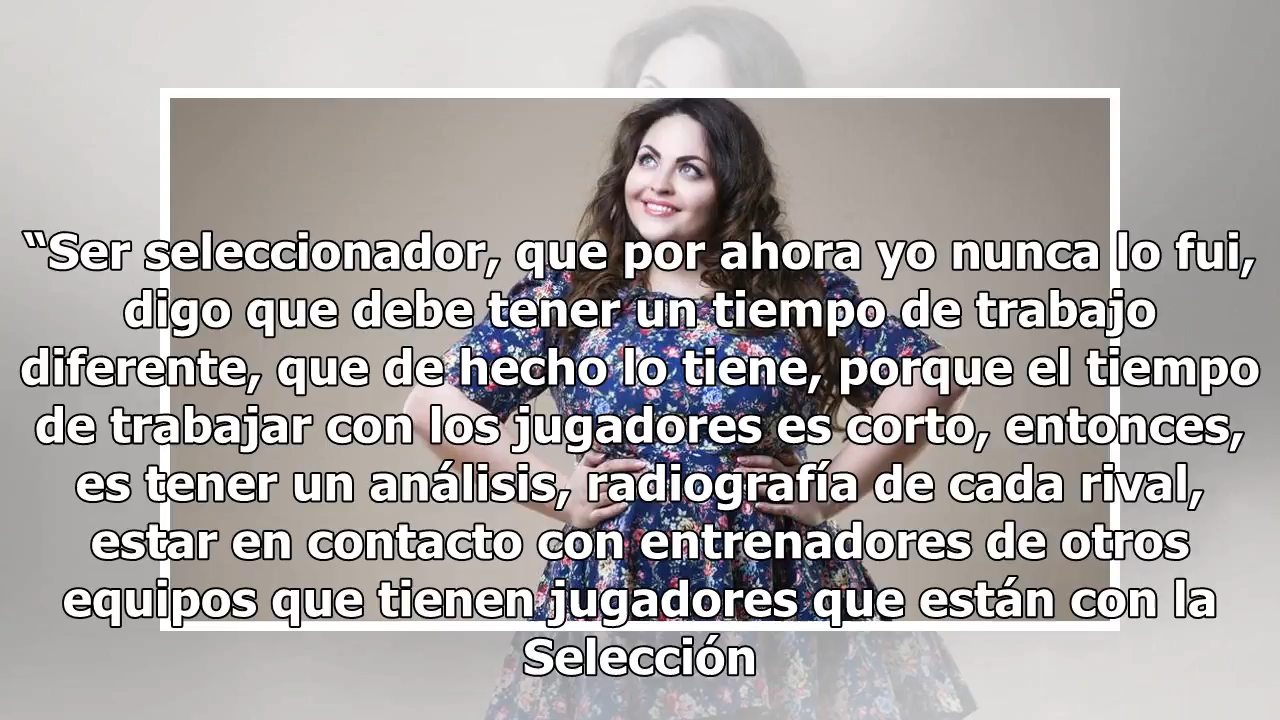 “Ser seleccionador, que por ahora yo nunca lo fui,
digo que debe tener un tiempo de trabajo
diferente, que de hecho lo tiene, porque el tiempo
de trabajar con los jugadores es corto, entonces,
es tener un análisis, radiografía de cada rival,
estar en contacto con entrenadores de otros
equipos que tienen jugadores que están con la
Selección